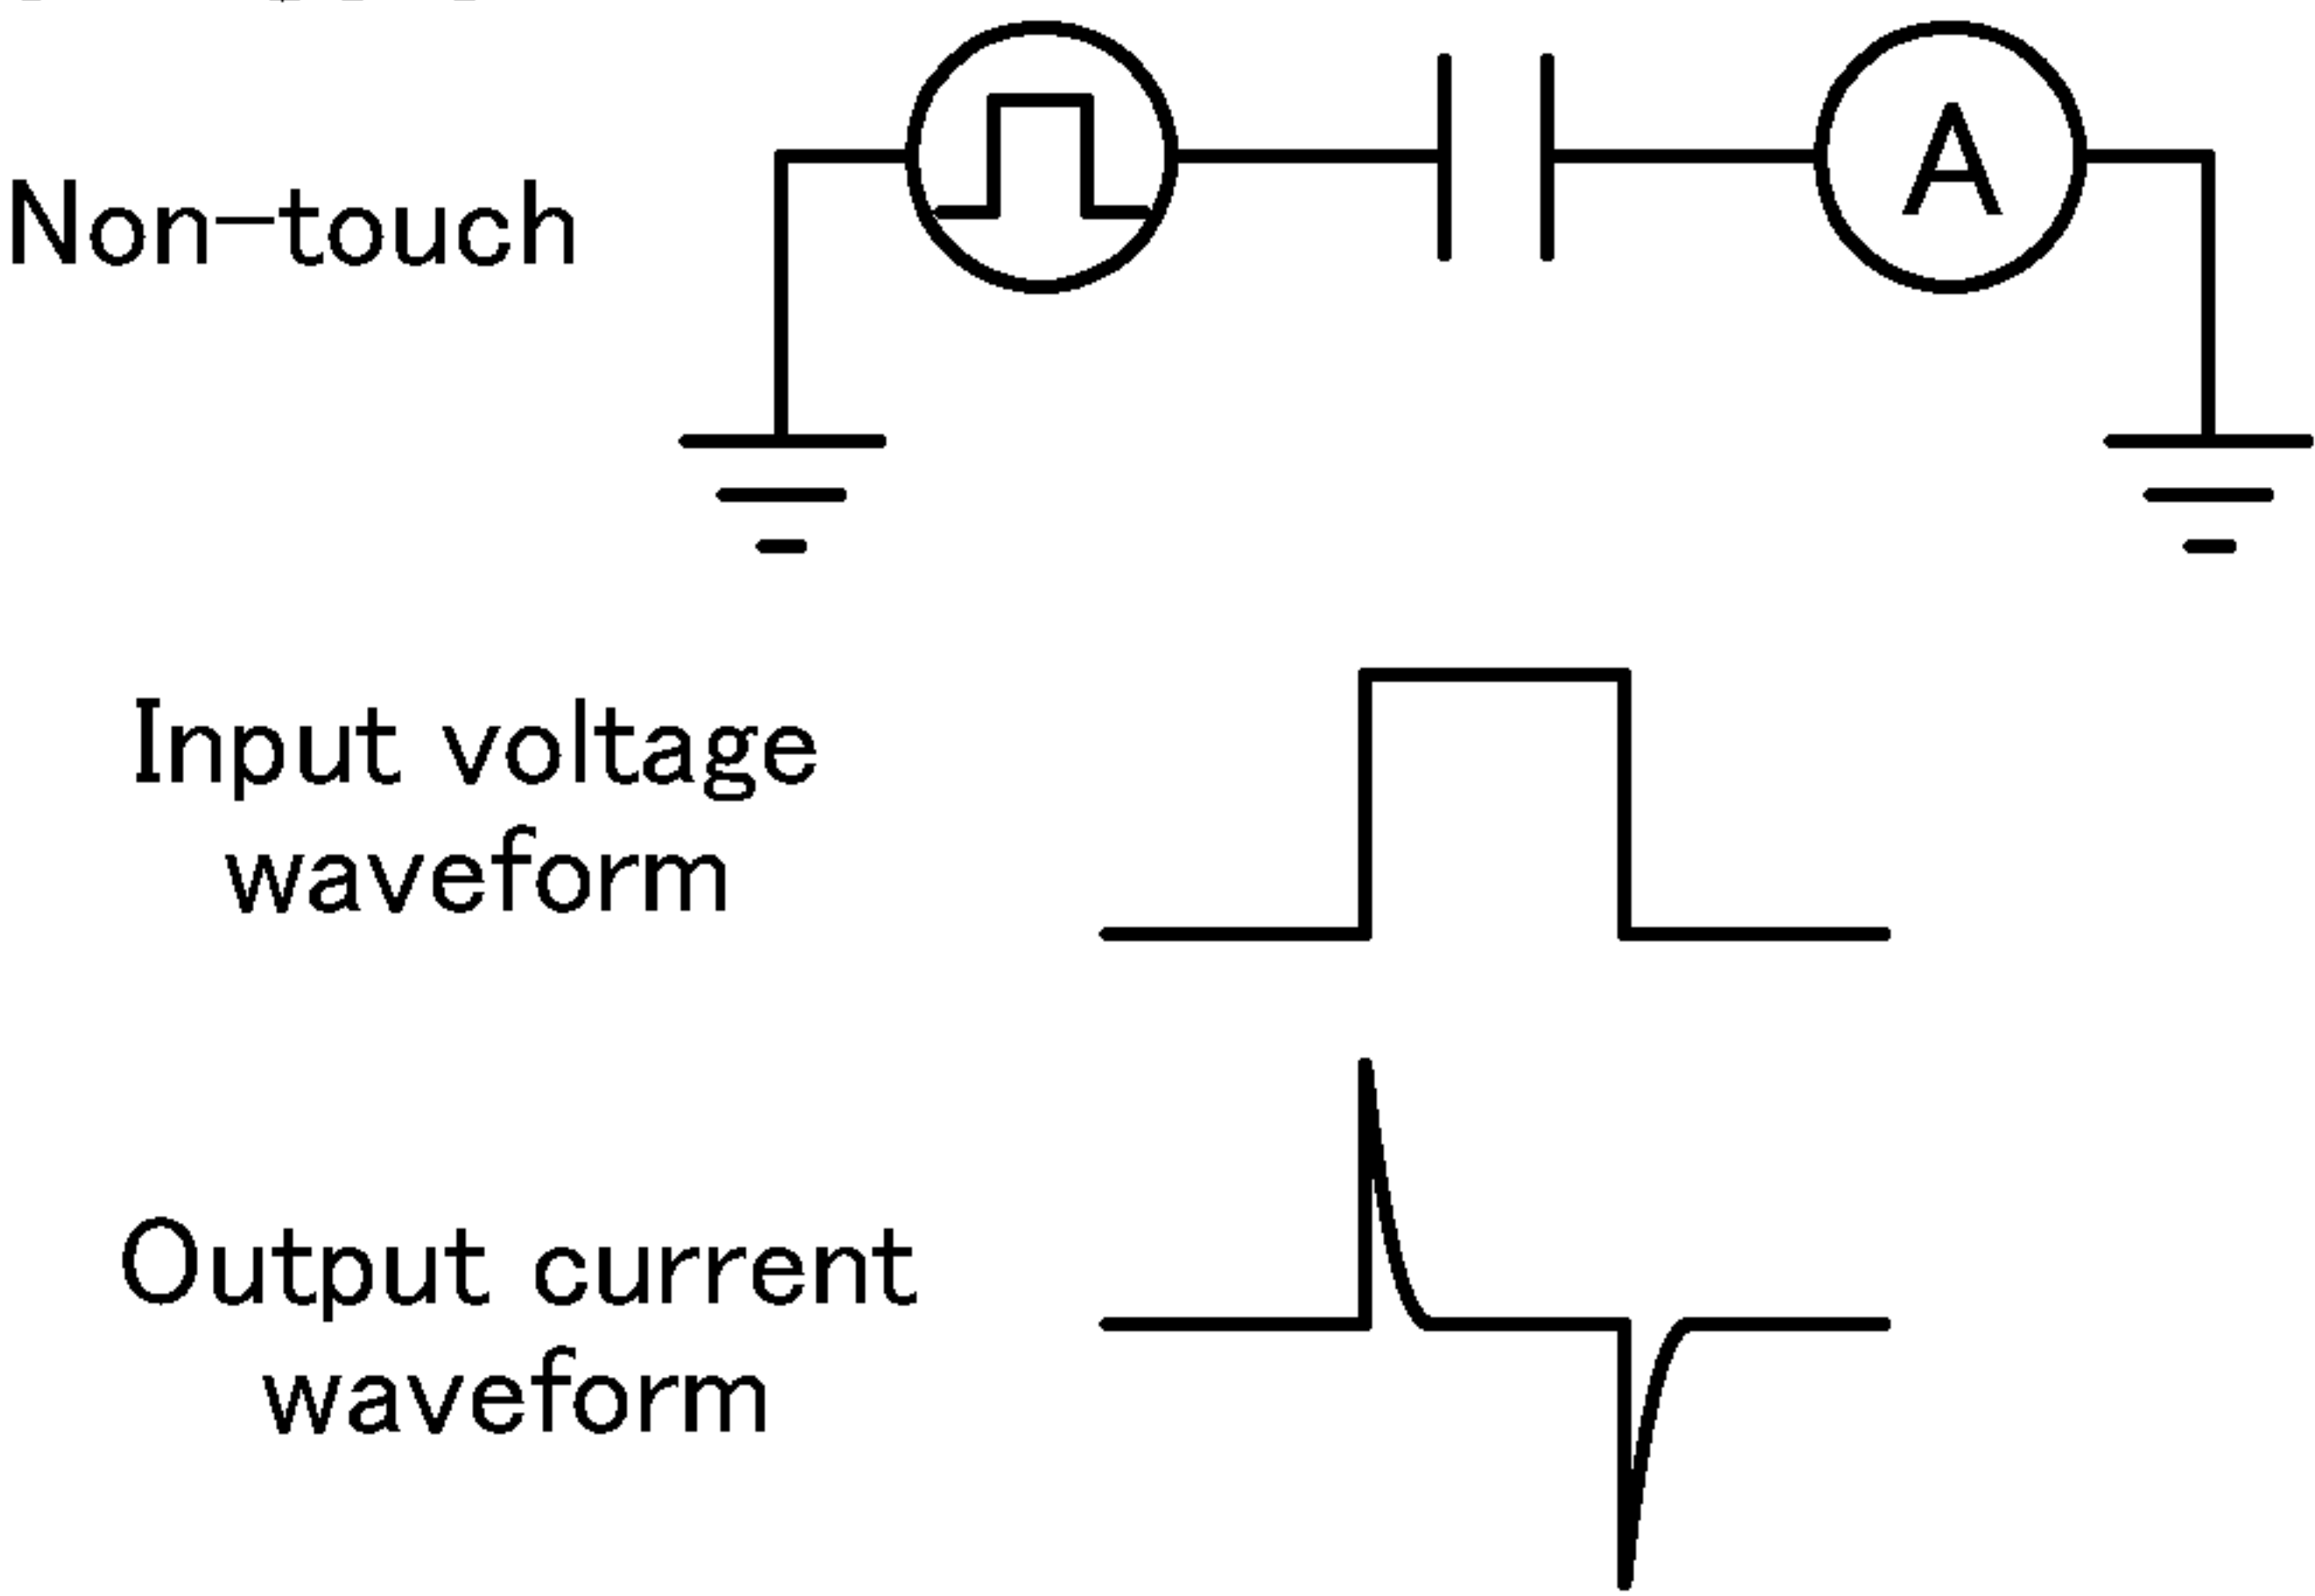 Non-touch
A
Input voltage
waveform
Output current
waveform